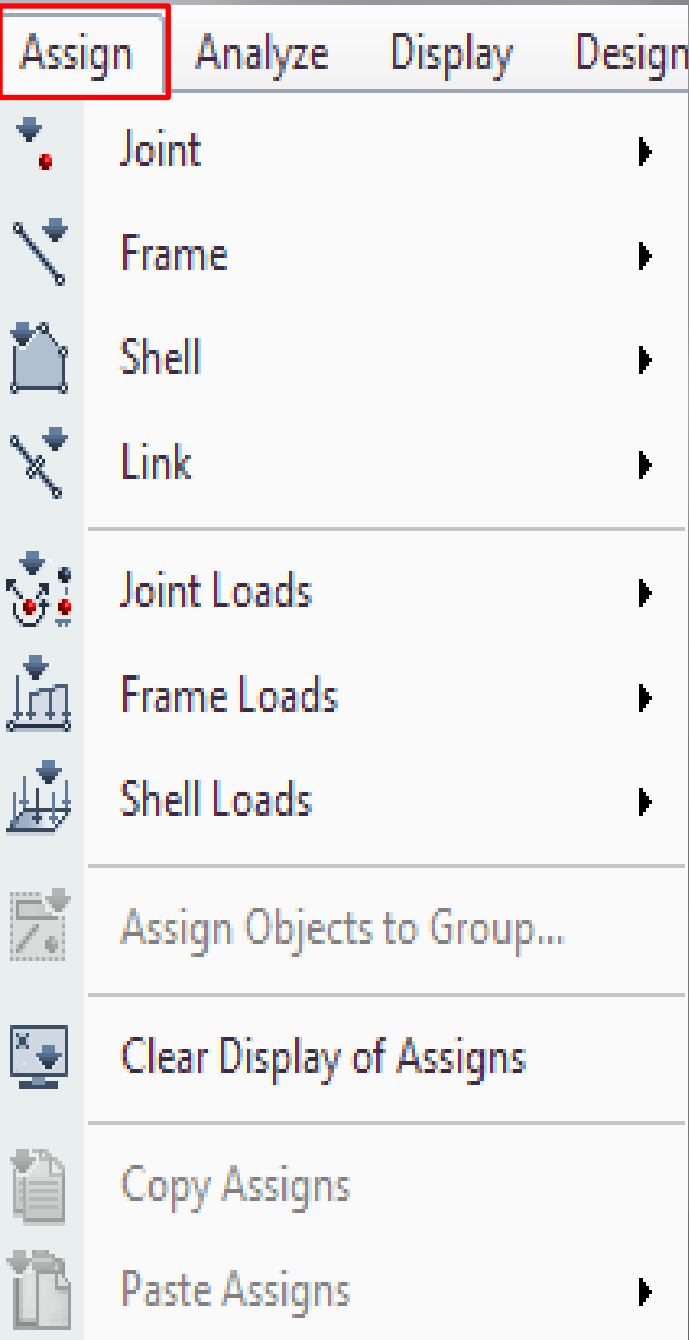 Assign Analyze Display Design
Joint
Frame
Shell
Link
Joint Loads
Frame Loads
Shell Loads
Assign Objects to Group...
Clear Display of Assigns
Copy Assigns
Paste Assigns